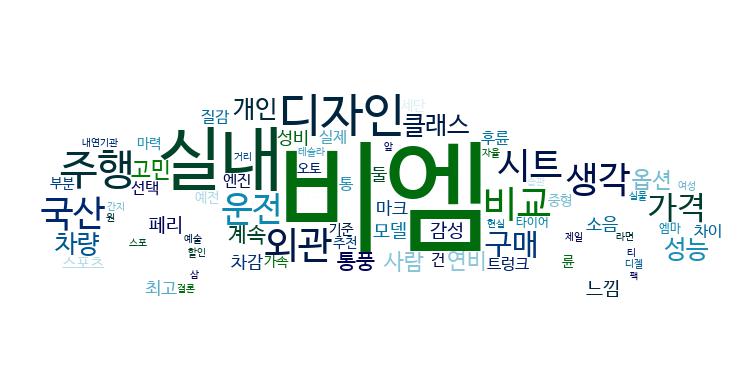 질감 개인 디자인 세단
내연기관 마력 성비 실제 클래스 후륜
주행 고민 실내 거리 테슬라 앞 비엠 자율 시트
부분 선택 엔진 오토 통 둘 생각 옵션 여성
예전 중형 실물
국산 간지 원 운전 마크 비교 가격
페리 계속 기준 모델 감성 현실 타이어 소음 엠마 차이
차량 스포 예술 외관 추천 구매 제일 라면 성능
스포츠 할인 차감 가속 통풍 사람 건 연비 트렁크 륜 티 디젤
최고 결론 삼 느낌 팩